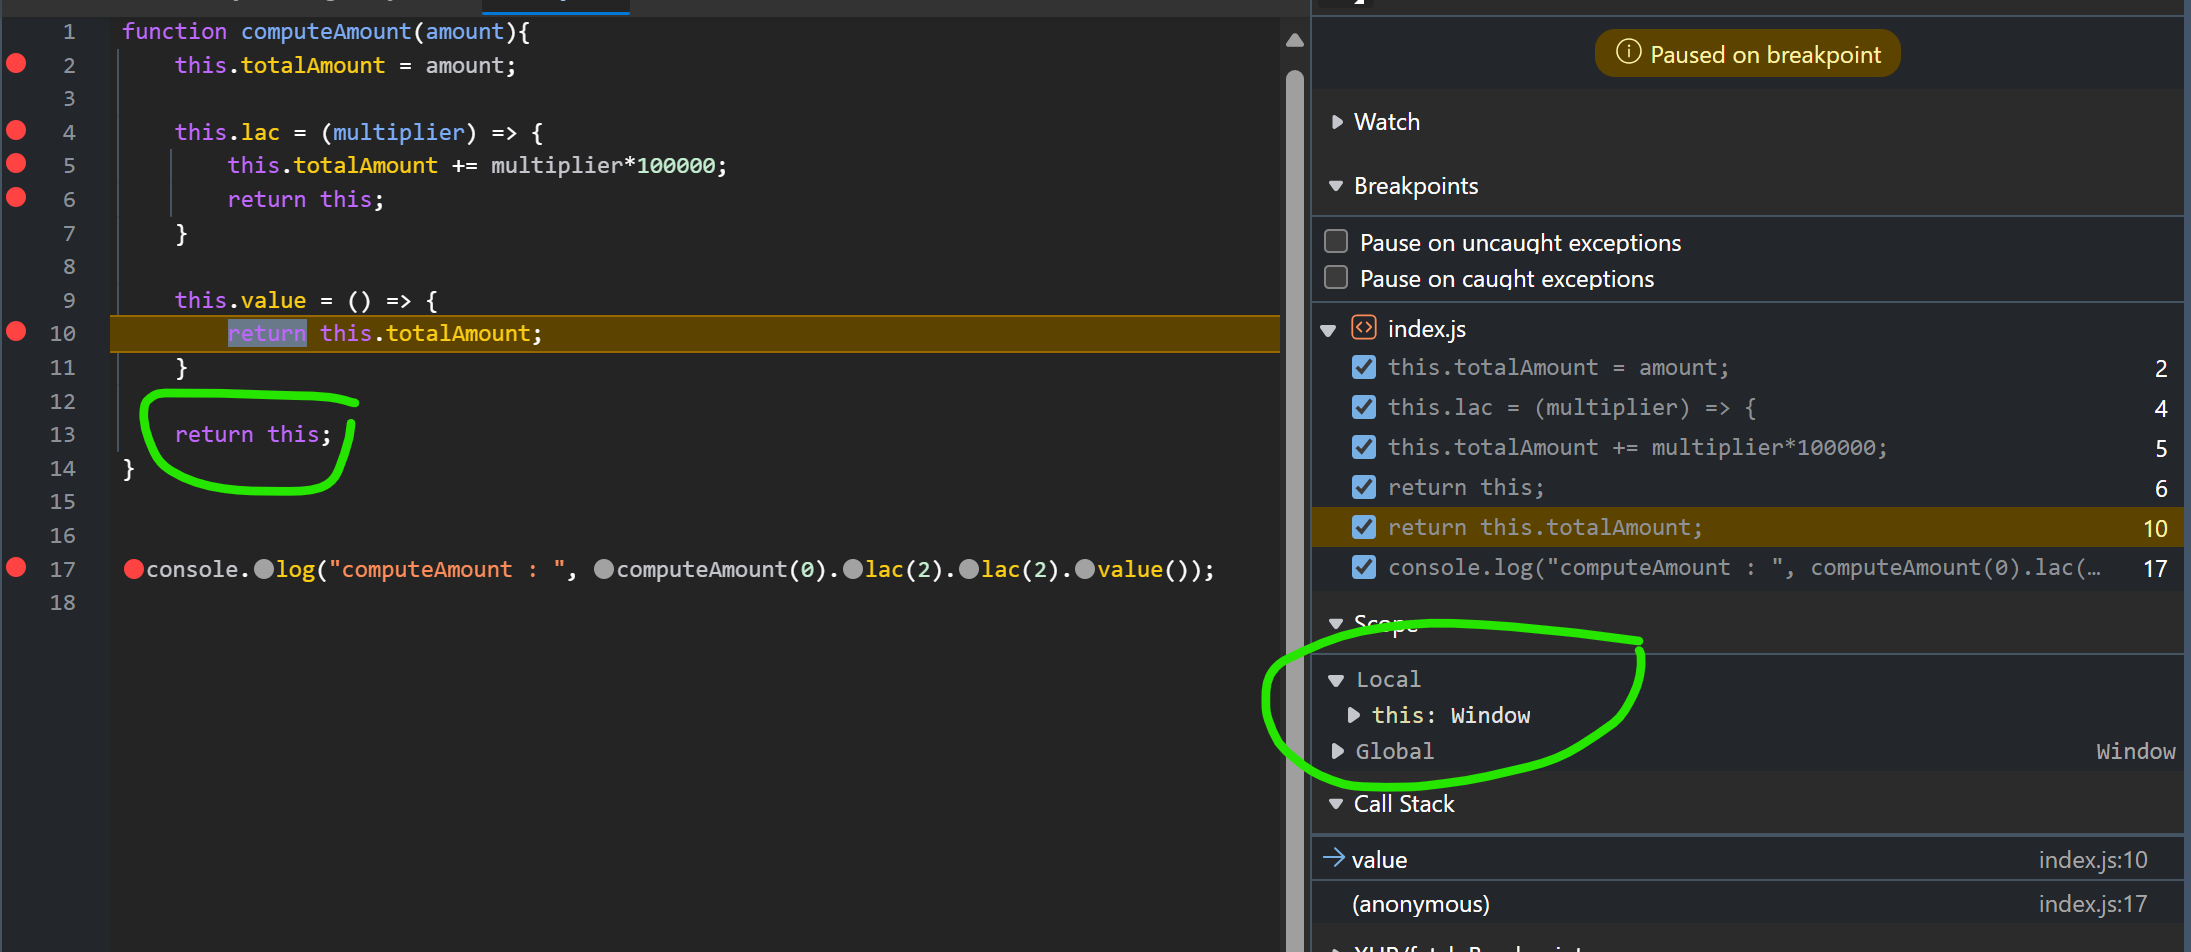 1 function computeAmount(amount){
2 this.totalAmount = amount;
3
4 this.lac = (multiplier) => {
5 this.totalAmount += multiplier*100000;
6 return this;
7 }
8
9 this.value = () => {
10 return this.totalAmount;
11 }
12
13 return this;
14 }
15
16
17 console.log("computeAmount : ", computeAmount(0).lac(2).lac(2).value());
18
Paused on breakpoint
Watch
Breakpoints
Pause on uncaught exceptions
Pause on caught exceptions
index.js
this.totalAmount = amount; 2
this.lac = (multiplier) => { 4
this.totalAmount += multiplier*100000; 5
return this; 6
return this.totalAmount; 10
console.log("computeAmount : ", computeAmount(0).lac(… 17
Scope
Local
this: Window
Global Window
Call Stack
value index.js:10
(anonymous) index.js:17